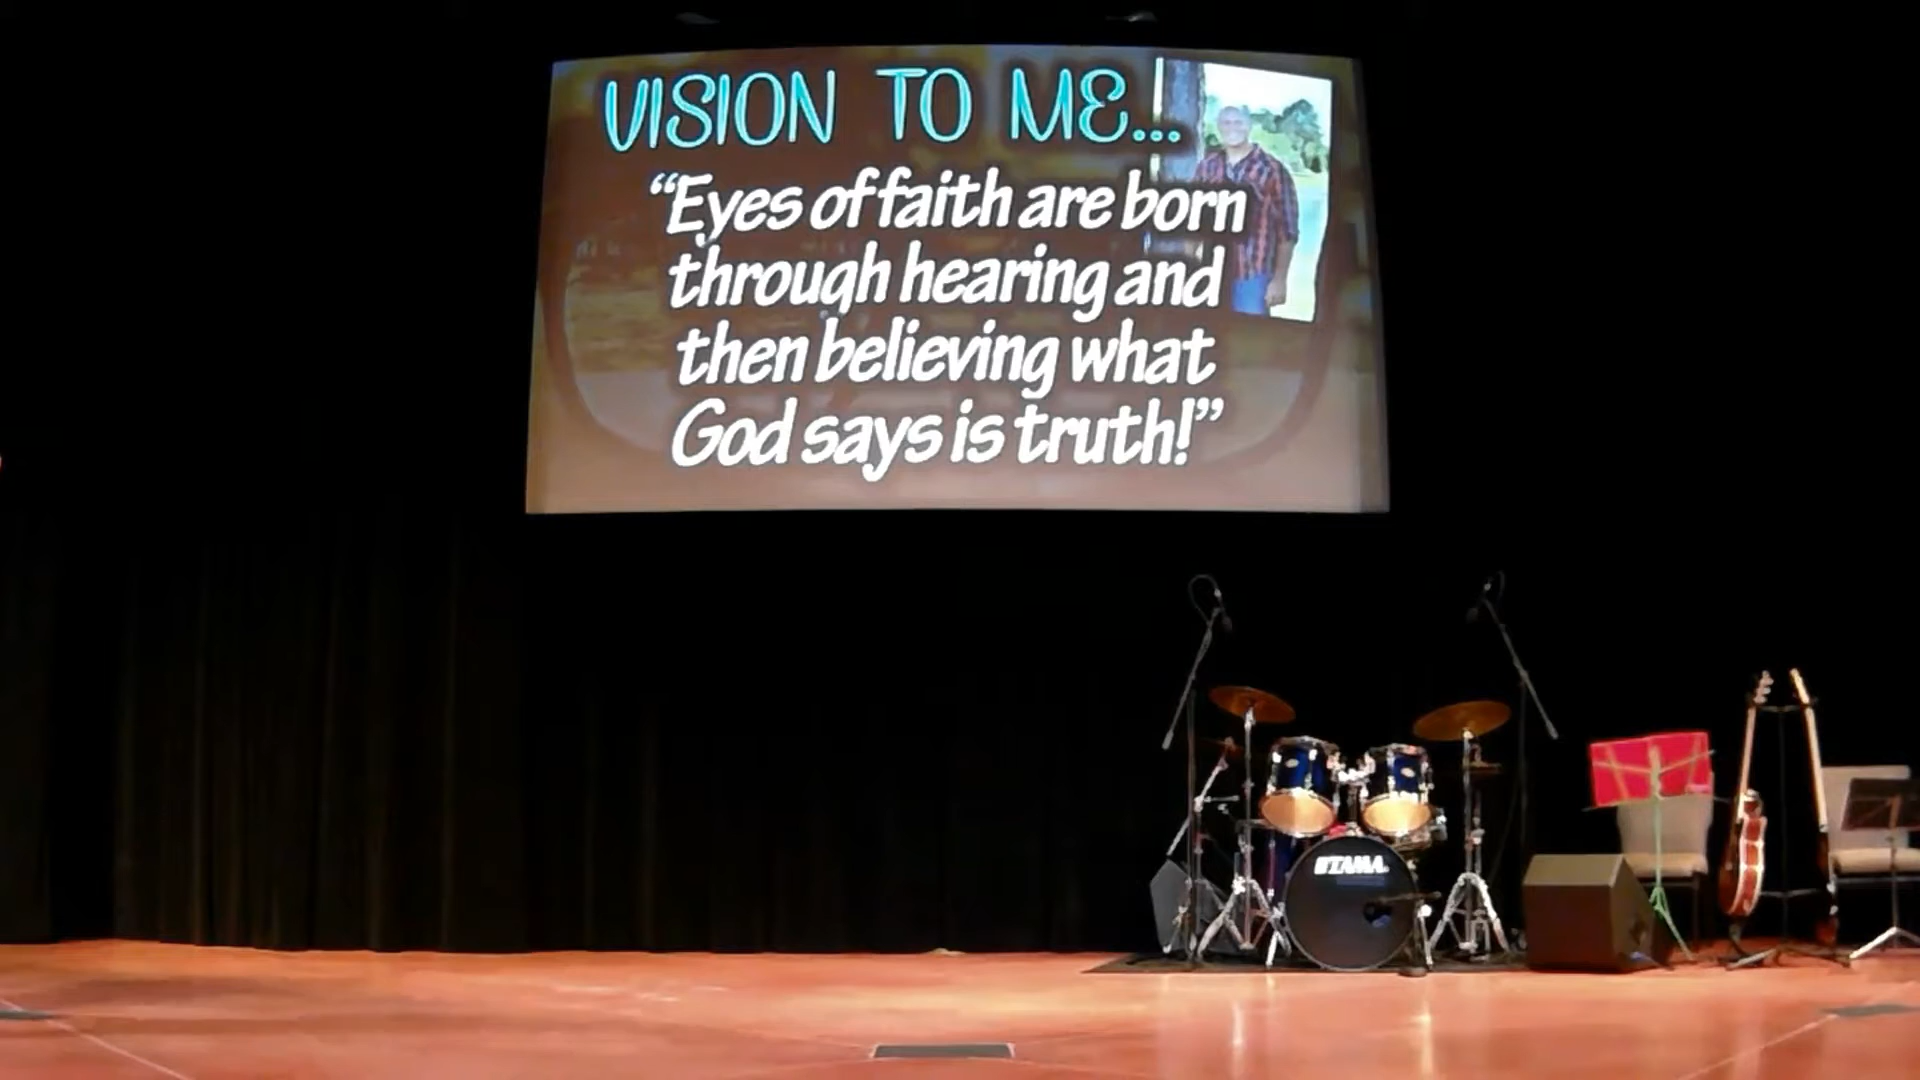 VISION TO ME...
“Eyes of faith are born
through hearing and
then believing what
God says is truth!”
TAMA